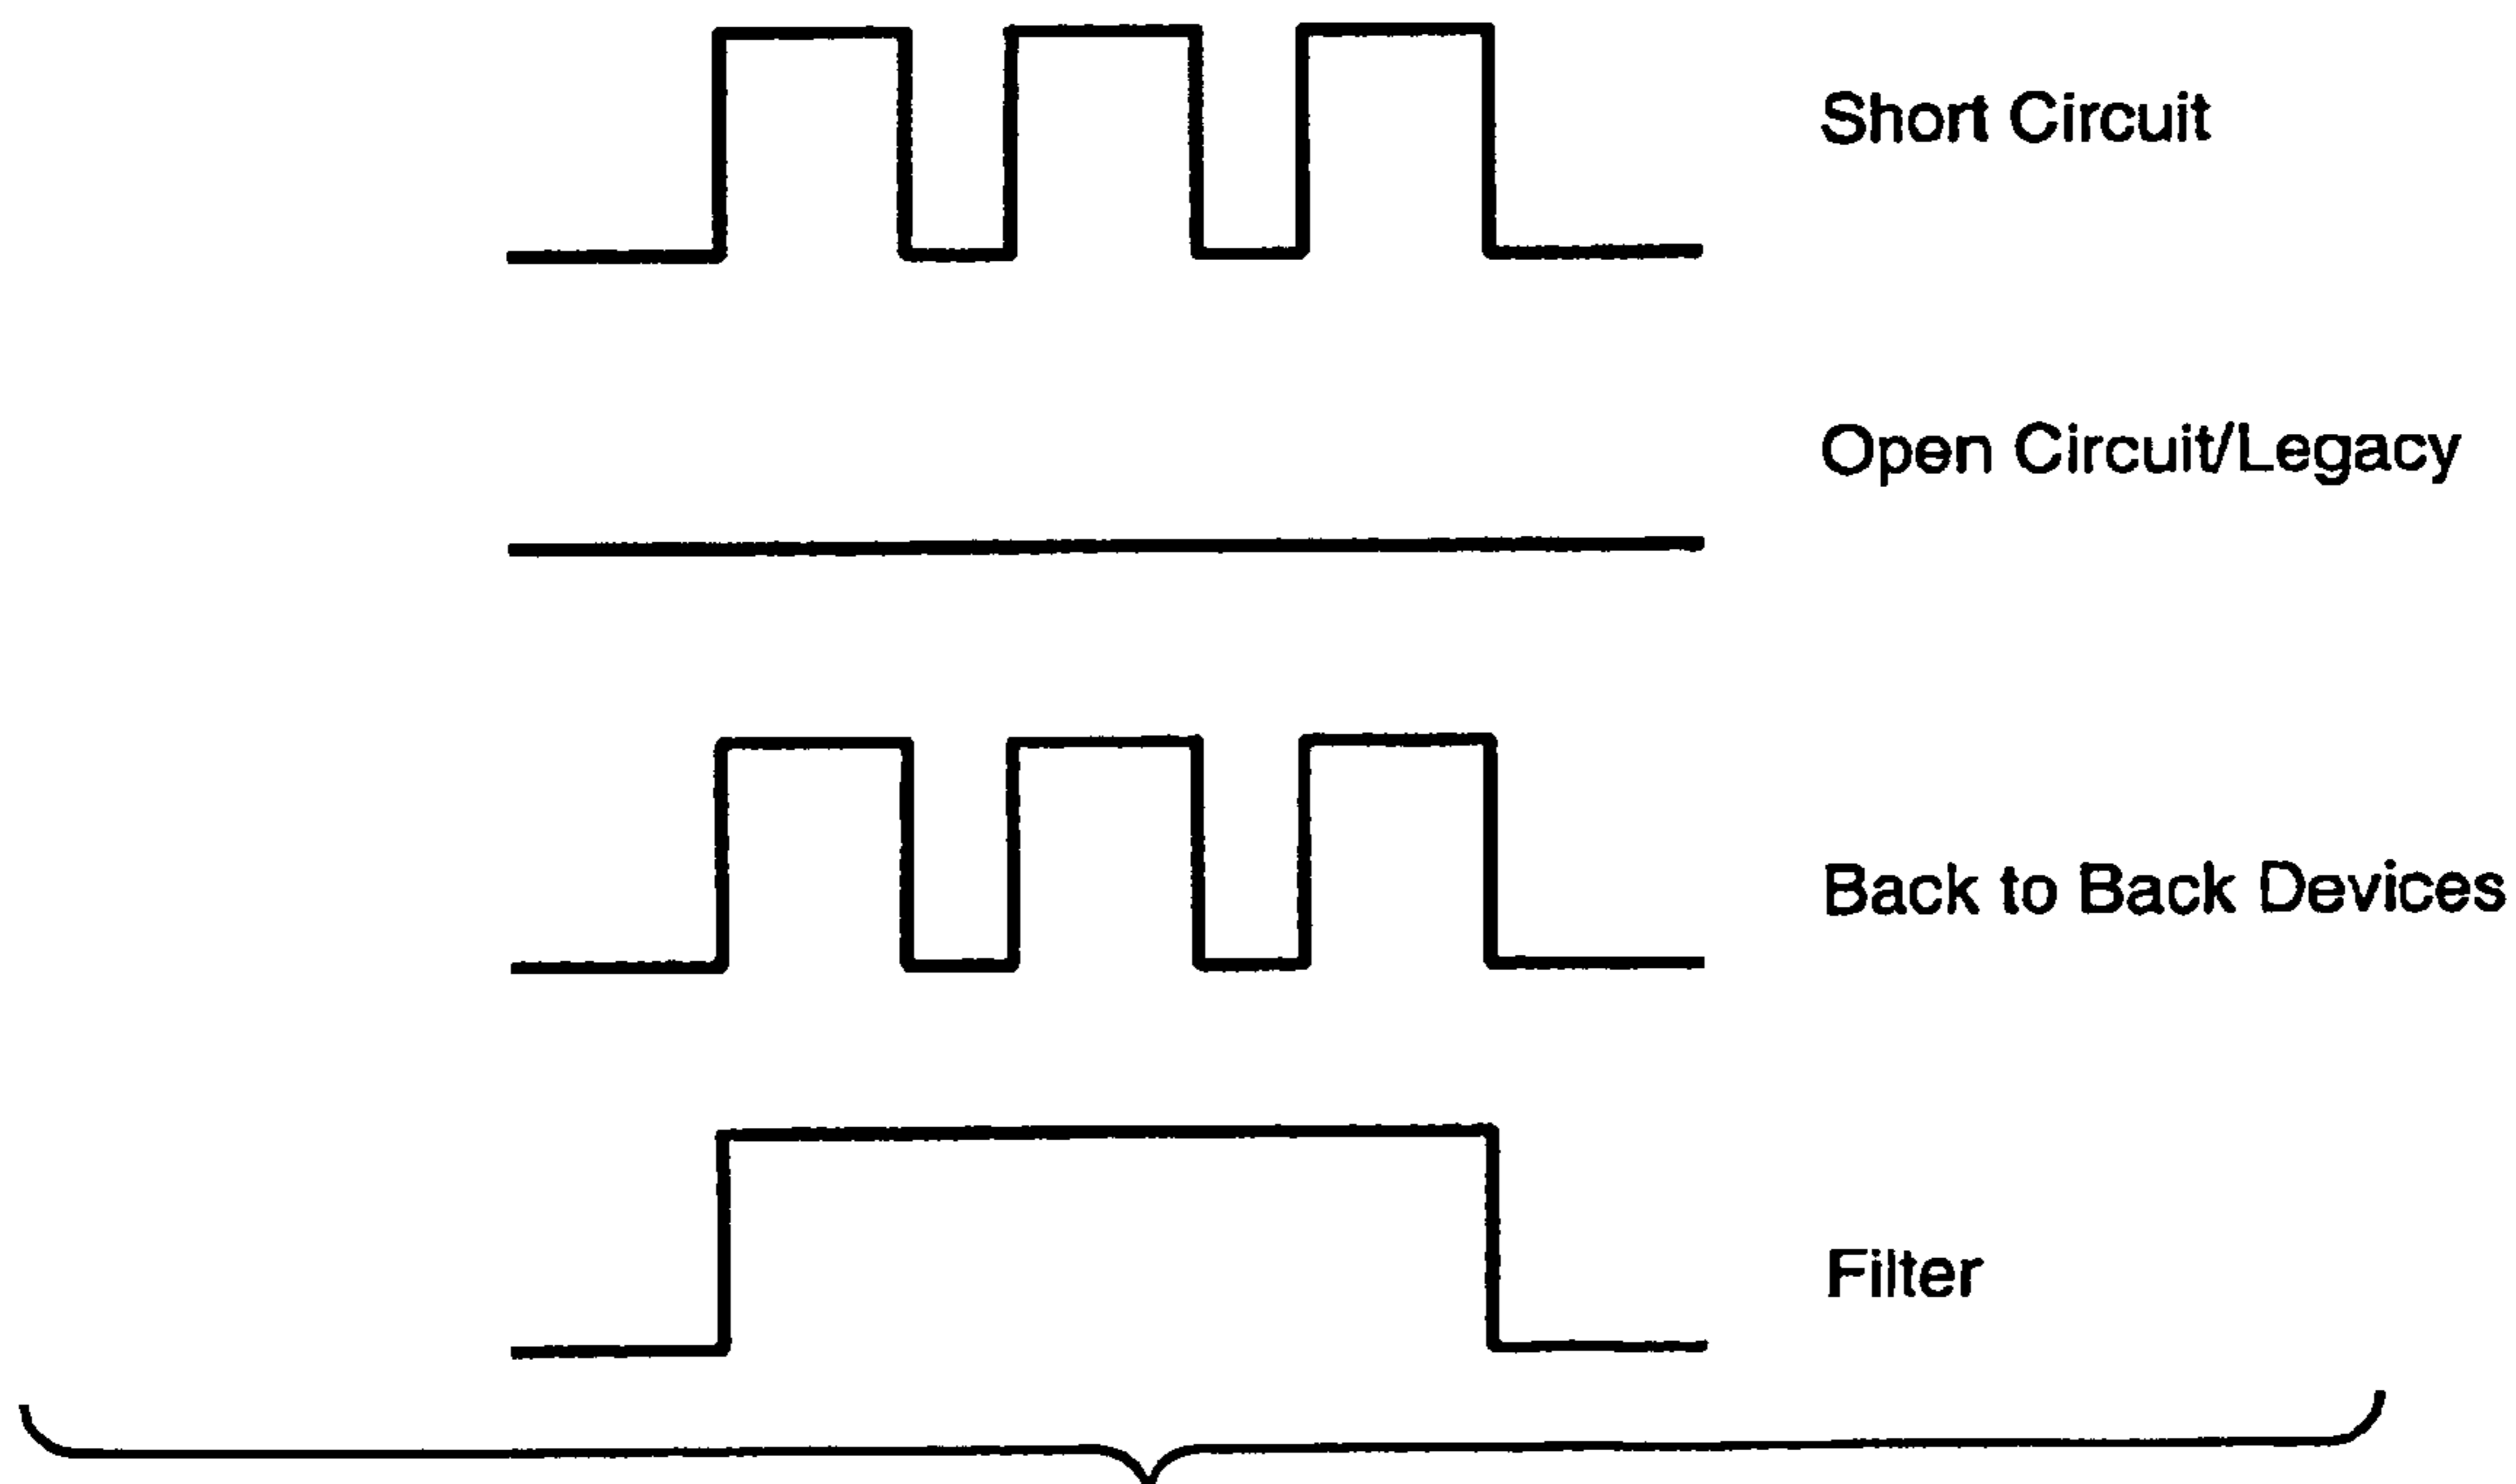 Short Circuit
Open Circuit/Legacy
Back to Back Devices
Filter